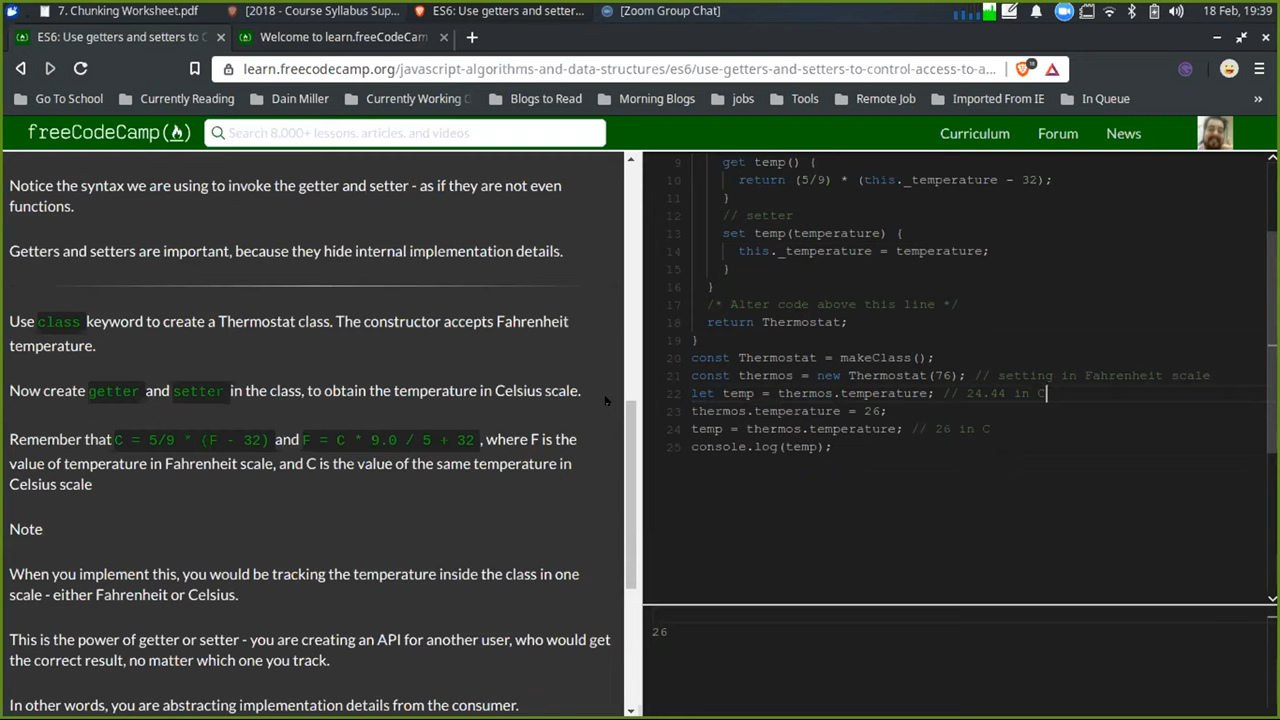 7. Chunking Worksheet.pdf
[2018 - Course Syllabus Sup...
ES6: Use getters and setter...
[Zoom Group Chat]
18 Feb, 19:39
ES6: Use getters and setters to C
Welcome to learn.freeCodeCam
learn.freecodecamp.org/javascript-algorithms-and-data-structures/es6/use-getters-and-setters-to-control-access-to-a...
18
Go To School
Currently Reading
Dain Miller
Currently Working C
Blogs to Read
Morning Blogs
jobs
Tools
Remote Job
Imported From IE
In Queue
»
freeCodeCamp
Search 8,000+ lessons, articles, and videos
Curriculum
Forum
News
Notice the syntax we are using to invoke the getter and setter - as if they are not even
functions.
Getters and setters are important, because they hide internal implementation details.
Use class keyword to create a Thermostat class. The constructor accepts Fahrenheit
temperature.
Now create getter and setter in the class, to obtain the temperature in Celsius scale.
Remember that C = 5/9 * (F - 32) and F = C * 9.0 / 5 + 32 , where F is the
value of temperature in Fahrenheit scale, and C is the value of the same temperature in
Celsius scale
Note
When you implement this, you would be tracking the temperature inside the class in one
scale - either Fahrenheit or Celsius.
This is the power of getter or setter - you are creating an API for another user, who would get
the correct result, no matter which one you track.
In other words, you are abstracting implementation details from the consumer.
9 get temp() {
10 return (5/9) * (this._temperature - 32);
11 }
12 // setter
13 set temp(temperature) {
14 this._temperature = temperature;
15 }
16 }
17 /* Alter code above this line */
18 return Thermostat;
19 }
20 const Thermostat = makeClass();
21 const thermos = new Thermostat(76); // setting in Fahrenheit scale
22 let temp = thermos.temperature; // 24.44 in C
23 thermos.temperature = 26;
24 temp = thermos.temperature; // 26 in C
25 console.log(temp);
26